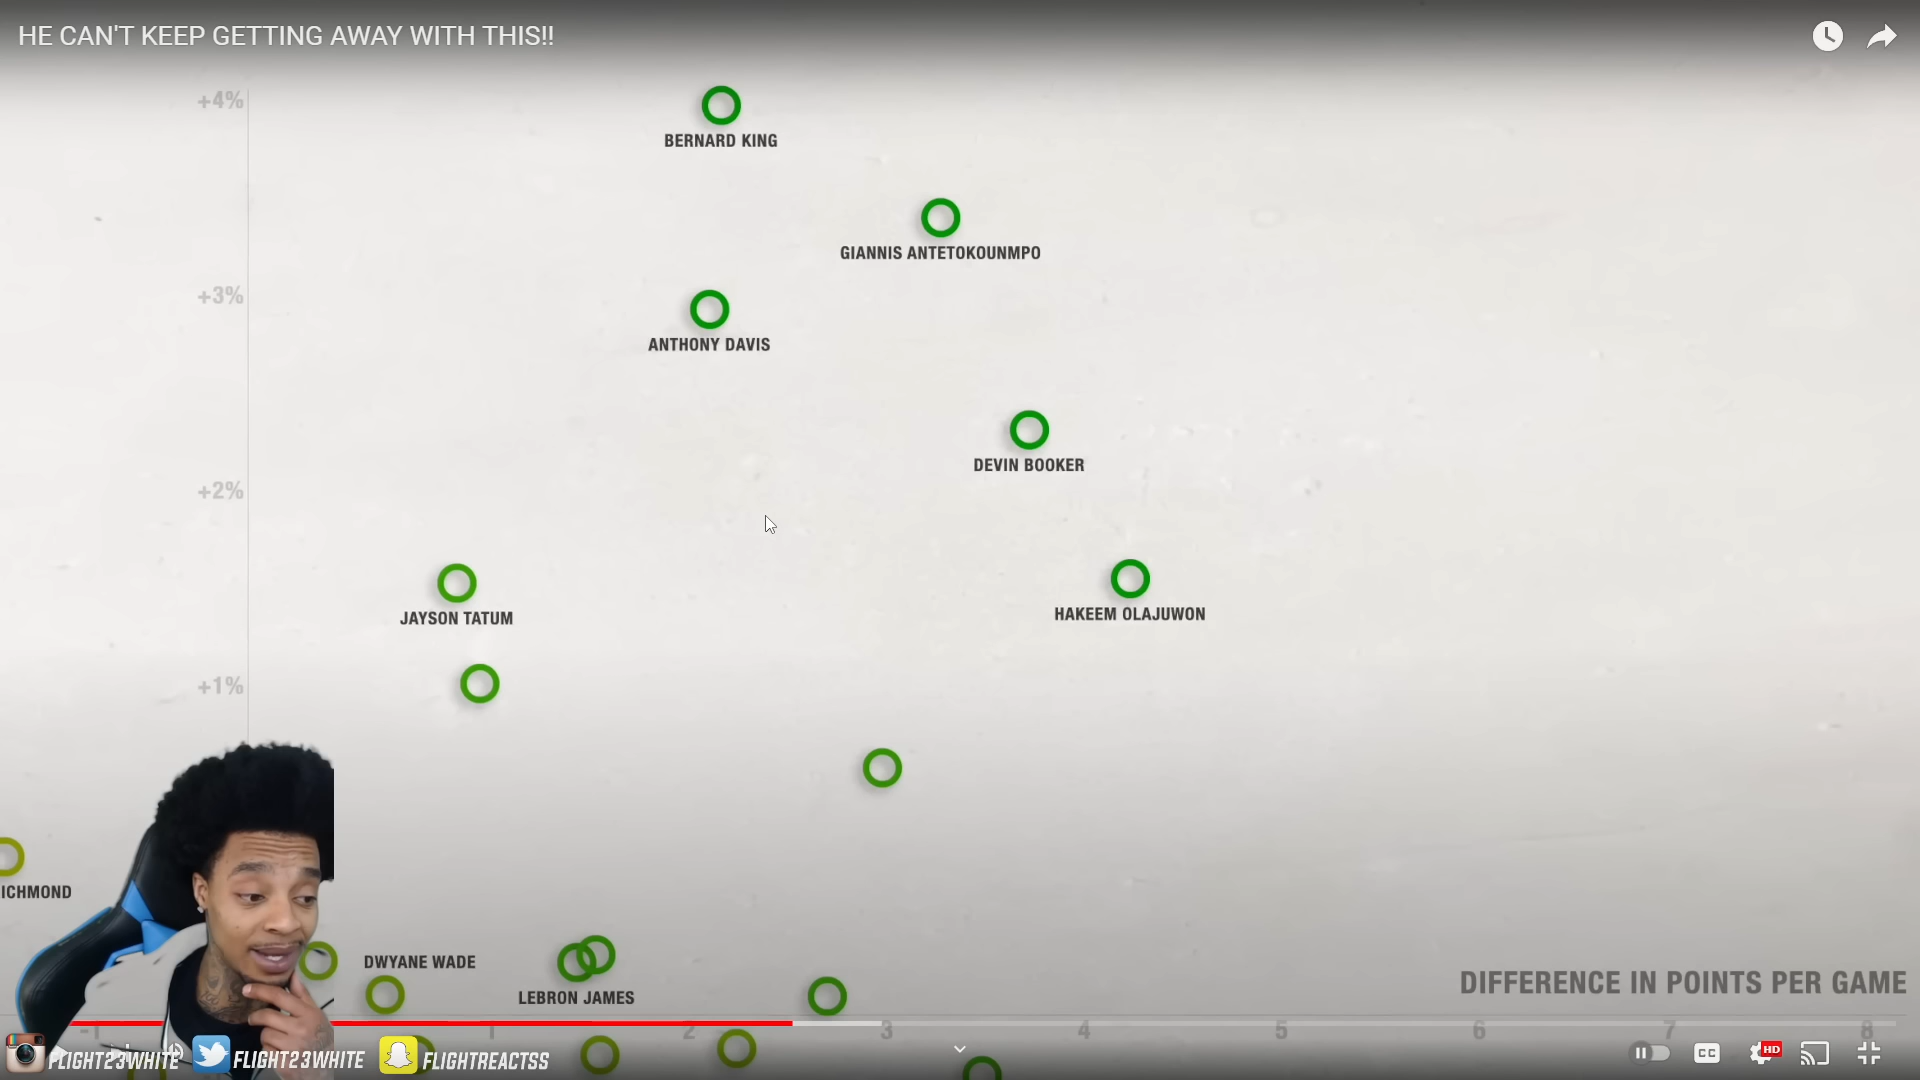 HE CAN'T KEEP GETTING AWAY WITH THIS!!
+4%
BERNARD KING
GIANNIS ANTETOKOUNMPO
+3%
ANTHONY DAVIS
DEVIN BOOKER
+2%
JAYSON TATUM
HAKEEM OLAJUWON
+1%
ICHMOND
DWYANE WADE
LEBRON JAMES
DIFFERENCE IN POINTS PER GAME
-1 1 2 3 4 5 6 7 8
FLIGHT23WHITE FLIGHT23WHITE FLIGHTREACTSS
CC HD